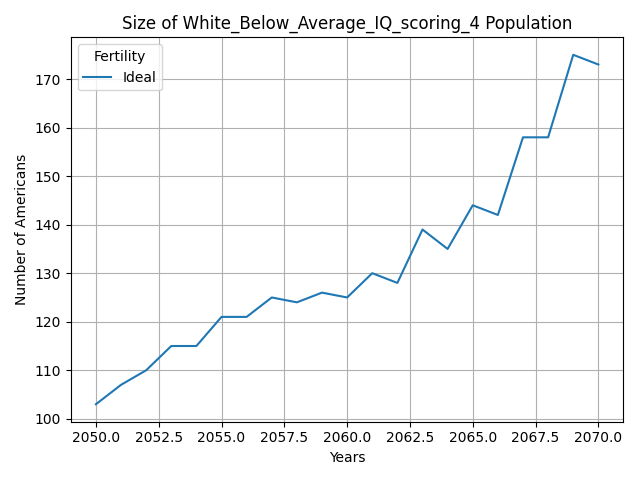 Size of White_Below_Average_IQ_scoring_4 Population
Fertility
Ideal
Number of Americans
170
160
150
140
130
120
110
100
2050.0 2052.5 2055.0 2057.5 2060.0 2062.5 2065.0 2067.5 2070.0
Years